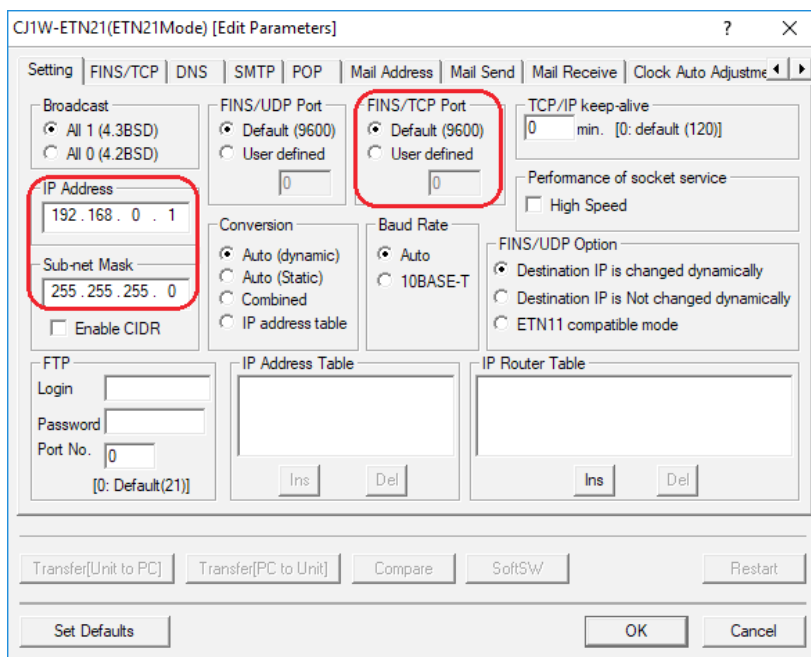 CJ1W-ETN21(ETN21Mode) [Edit Parameters]
Setting FINS/TCP DNS SMTP POP Mail Address Mail Send Mail Receive Clock Auto Adjustme
Broadcast
All 1 (4.3BSD)
All 0 (4.2BSD)
FINS/UDP Port
Default (9600)
User defined
0
FINS/TCP Port
Default (9600)
User defined
0
TCP/IP keep-alive
0 min. [0: default (120)]
IP Address
192.168.0.1
Sub-net Mask
255.255.255.0
Enable CIDR
Conversion
Auto (dynamic)
Auto (Static)
Combined
IP address table
Baud Rate
Auto
10BASE-T
Performance of socket service
High Speed
FINS/UDP Option
Destination IP is changed dynamically
Destination IP is Not changed dynamically
ETN11 compatible mode
FTP
Login
Password
Port No. 0
[0: Default(21)]
IP Address Table
Ins Del
IP Router Table
Ins Del
Transfer[Unit to PC] Transfer[PC to Unit] Compare SoftSW Restart
Set Defaults OK Cancel